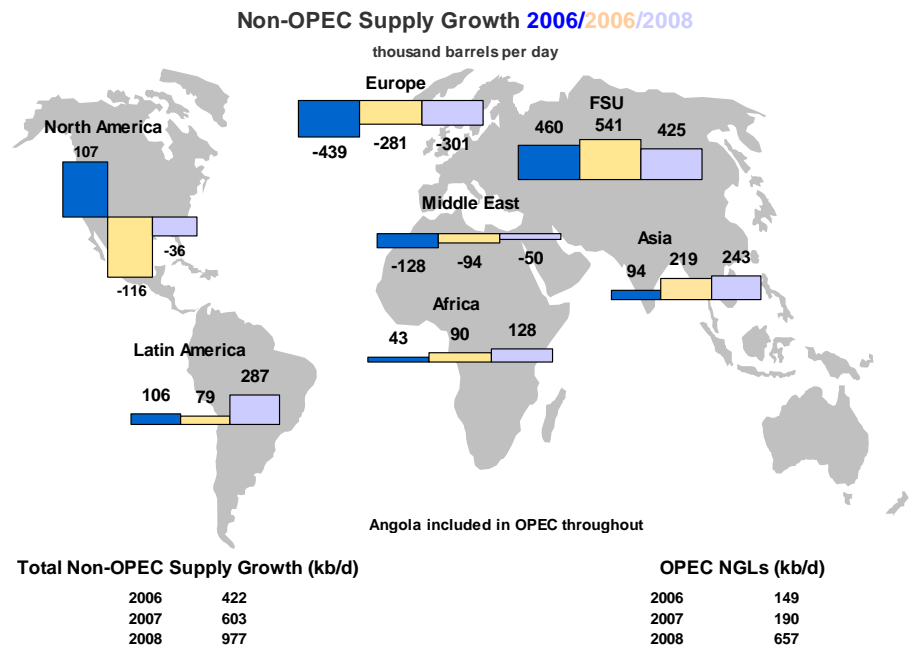 Non-OPEC Supply Growth 2006/2006/2008
thousand barrels per day
Europe
-439
-281
-301
FSU
460
541
425
North America
107
-116
-36
Middle East
-128
-94
-50
Asia
94
219
243
Africa
43
90
128
Latin America
106
79
287
Angola included in OPEC throughout
Total Non-OPEC Supply Growth (kb/d)
2006 422
2007 603
2008 977
OPEC NGLs (kb/d)
2006 149
2007 190
2008 657